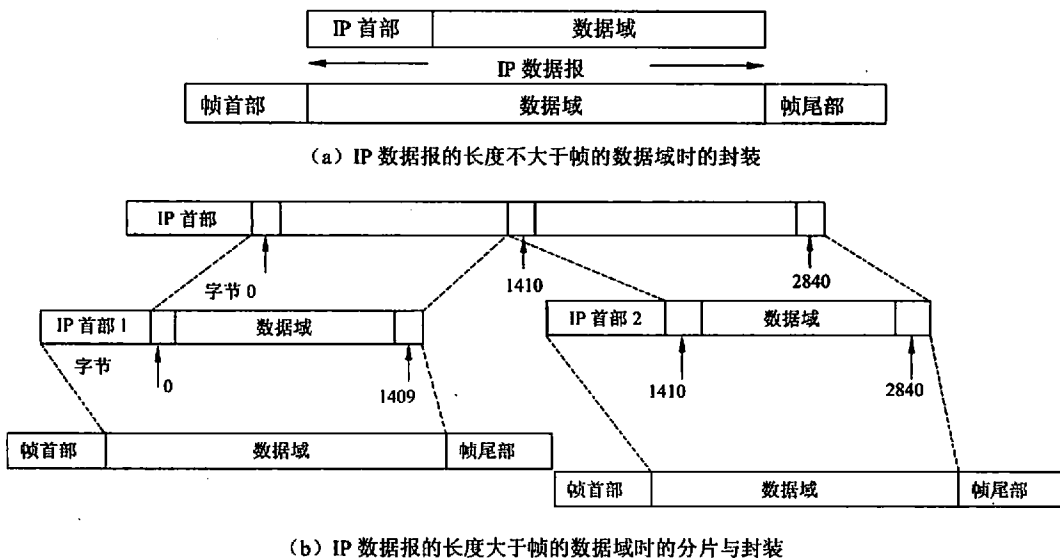 IP 首部 数据域
IP 数据报
帧首部 数据域 帧尾部
（a）IP 数据报的长度不大于帧的数据域时的封装
IP 首部
字节 0 1410 2840
IP 首部 1 数据域 IP 首部 2 数据域
字节 0 1409 1410 2840
帧首部 数据域 帧尾部
帧首部 数据域 帧尾部
（b）IP 数据报的长度大于帧的数据域时的分片与封装